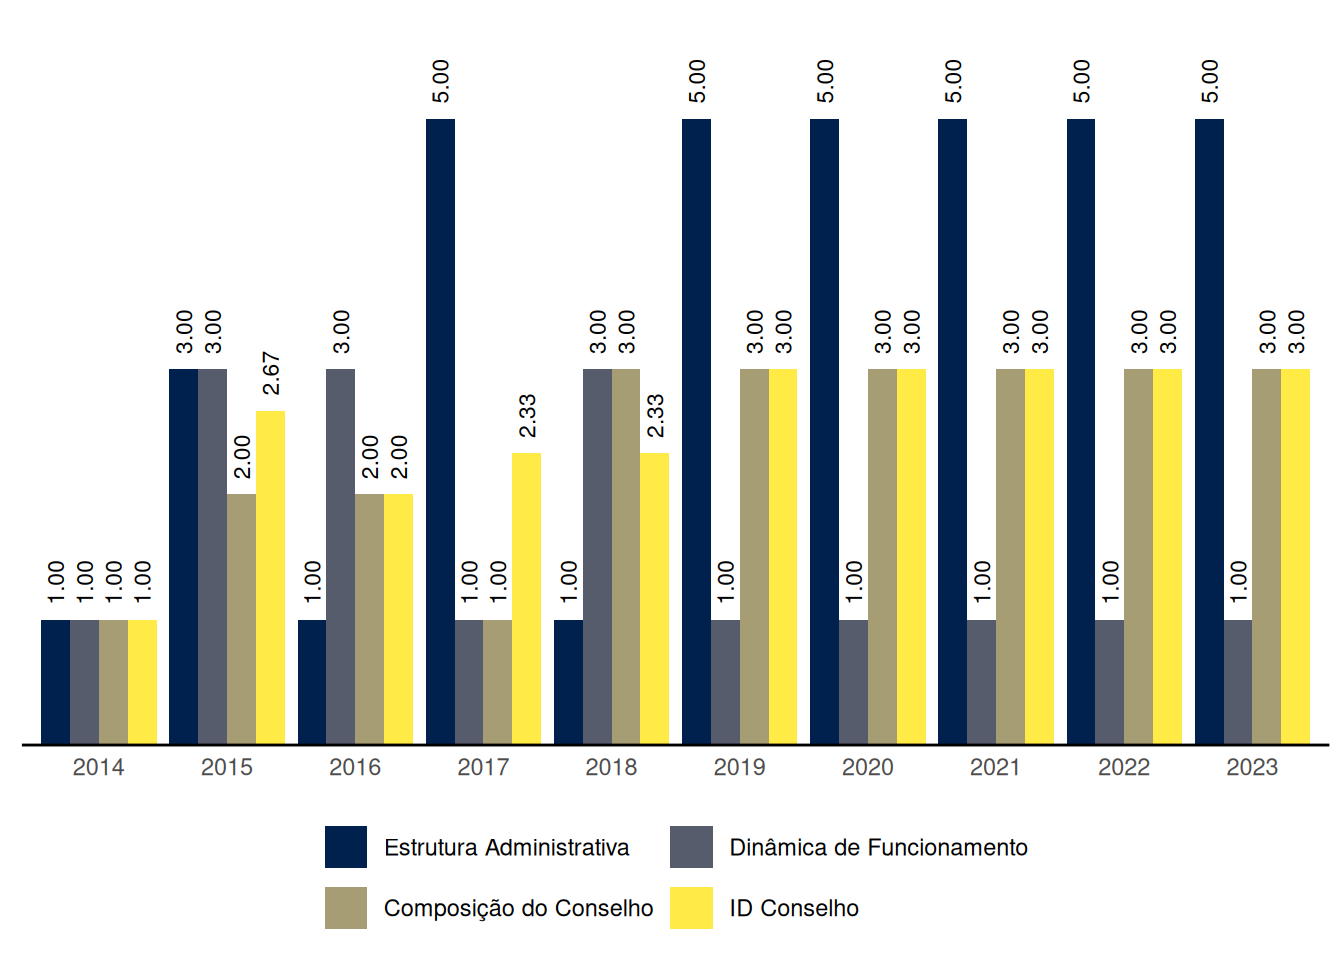 5.00 5.00 5.00 5.00 5.00 5.00
3.00 3.00 3.00 3.00 3.00 3.00 3.00 3.00 3.00 3.00 3.00 3.00 3.00 3.00 3.00
2.67
2.33 2.33
2.00 2.00 2.00
1.00 1.00 1.00 1.00 1.00 1.00 1.00 1.00 1.00 1.00 1.00 1.00 1.00
2014 2015 2016 2017 2018 2019 2020 2021 2022 2023
Estrutura Administrativa Dinâmica de Funcionamento
Composição do Conselho ID Conselho